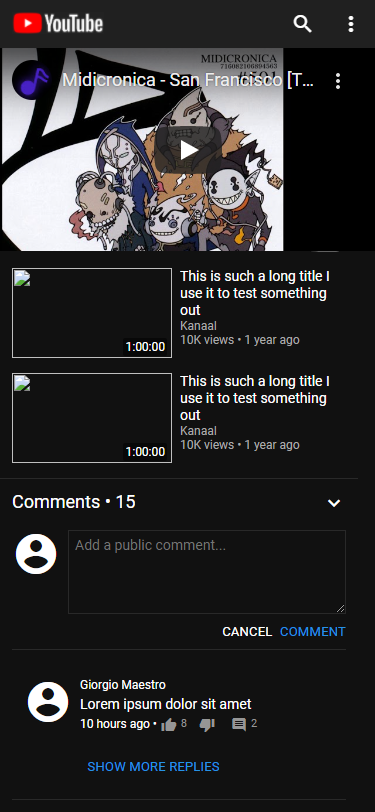 YouTube
MIDICRONICA
716082106894563
#501
Midicronica - San Francisco [T...
This is such a long title I
use it to test something
out
Kanaal
10K views • 1 year ago
1:00:00
This is such a long title I
use it to test something
out
Kanaal
10K views • 1 year ago
1:00:00
Comments • 15
Add a public comment...
CANCEL COMMENT
Giorgio Maestro
Lorem ipsum dolor sit amet
10 hours ago • 8 2
SHOW MORE REPLIES